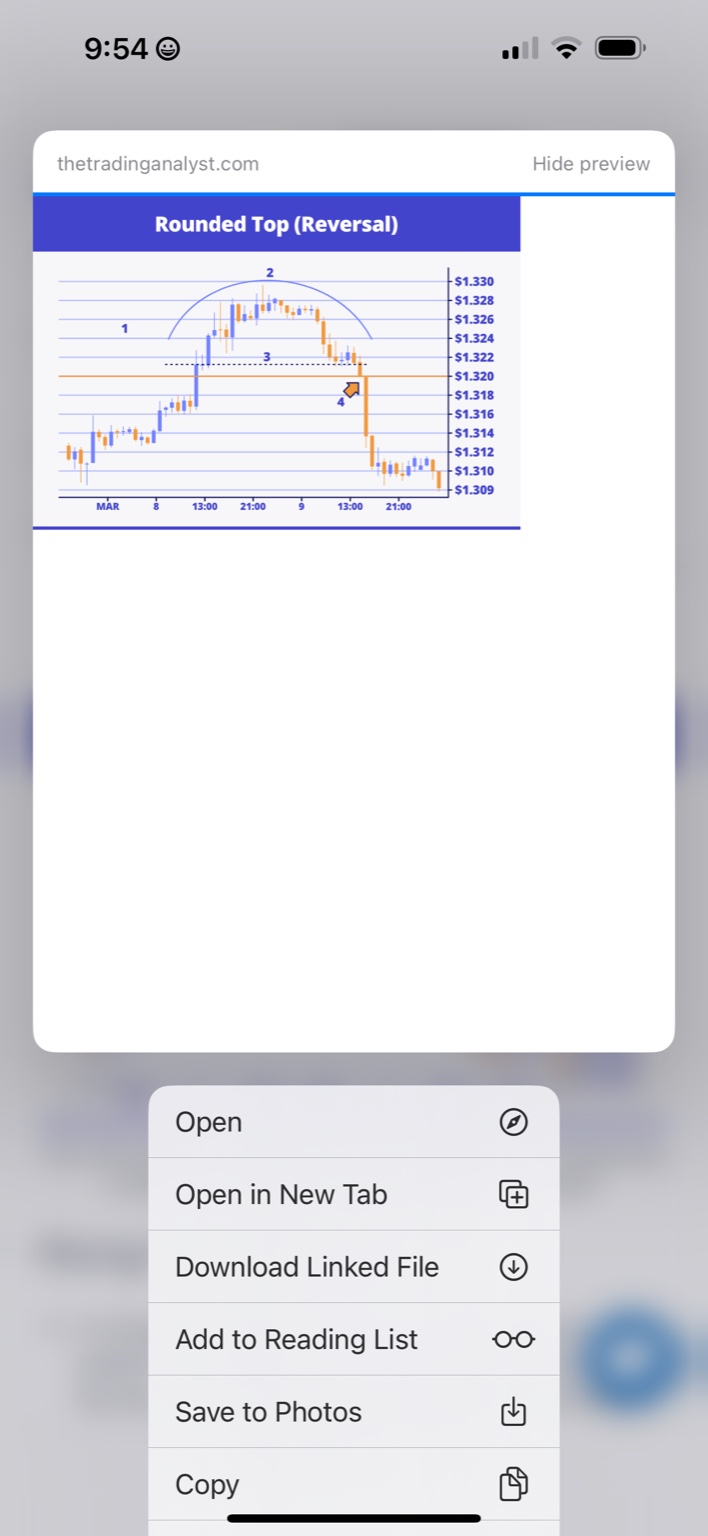 9:54
thetradinganalyst.com Hide preview
Rounded Top (Reversal)
2
1
3
4
$1.330
$1.328
$1.326
$1.324
$1.322
$1.320
$1.318
$1.316
$1.314
$1.312
$1.310
$1.309
MAR 8 13:00 21:00 9 13:00 21:00
Open
Open in New Tab
Download Linked File
Add to Reading List
Save to Photos
Copy